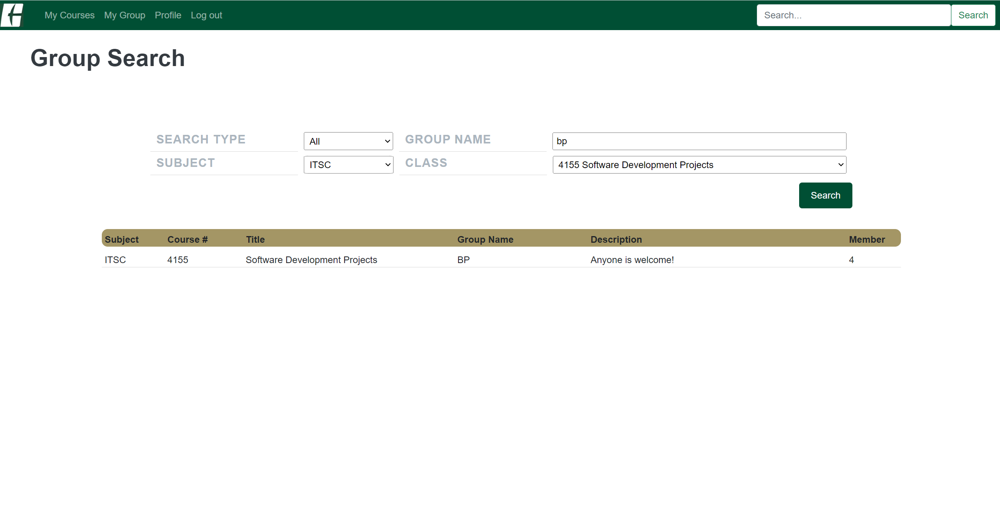 My Courses My Group Profile Log out Search... Search
Group Search
SEARCH TYPE All GROUP NAME bp
SUBJECT ITSC CLASS 4155 Software Development Projects
Search
Subject Course # Title Group Name Description Member
ITSC 4155 Software Development Projects BP Anyone is welcome! 4